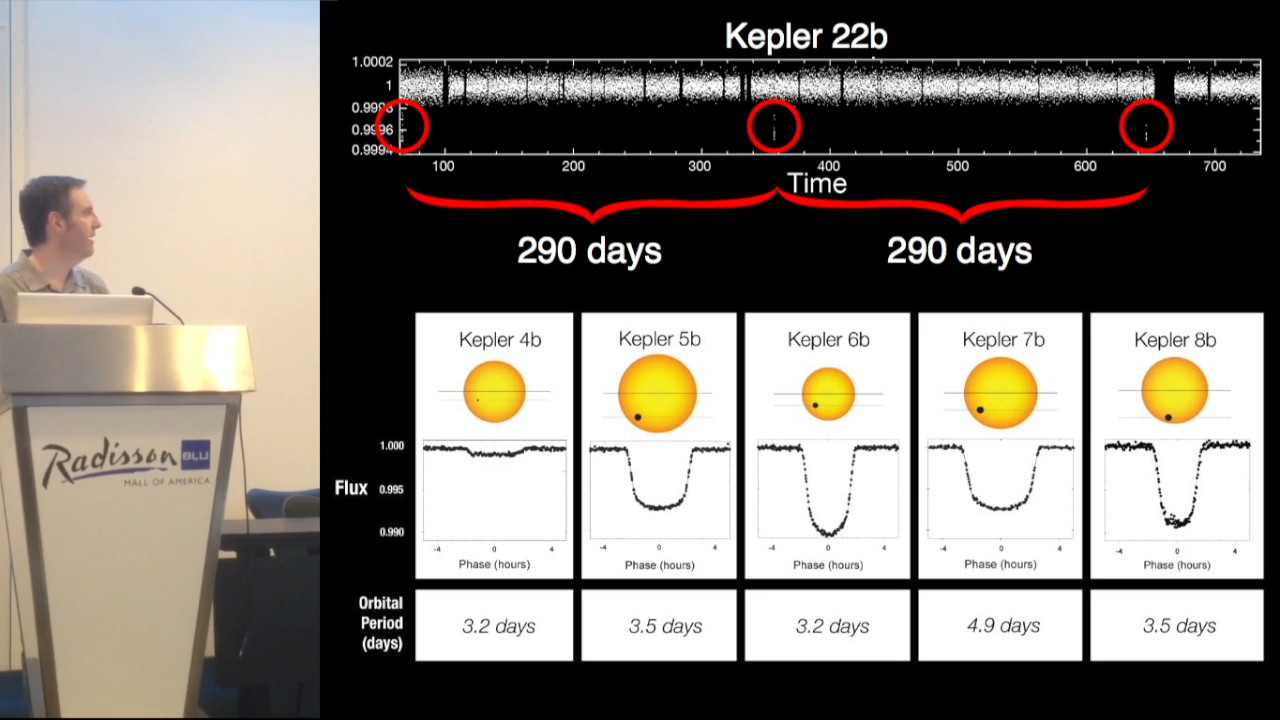 Kepler 22b
1.0002
1
0.9998
0.9996
0.9994
100 200 300 400 500 600 700
Time
290 days 290 days
Kepler 4b Kepler 5b Kepler 6b Kepler 7b Kepler 8b
Radisson BLU
MALL OF AMERICA
Flux
1.000
0.995
0.990
-4 0 4 -4 0 4 -4 0 4 -4 0 4 -4 0 4
Phase (hours) Phase (hours) Phase (hours) Phase (hours) Phase (hours)
Orbital
Period
(days)
3.2 days 3.5 days 3.2 days 4.9 days 3.5 days